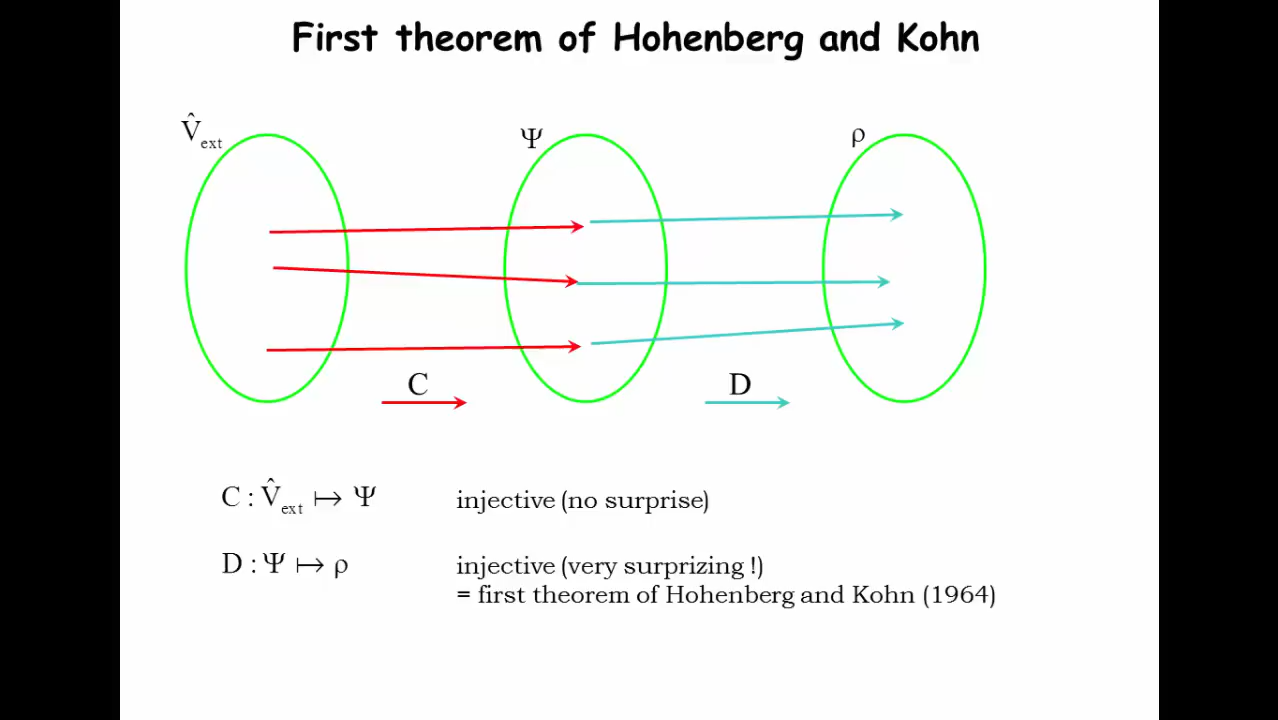 First theorem of Hohenberg and Kohn
V̂ext Ψ ρ
C D
C : V̂ext ↦ Ψ injective (no surprise)
D : Ψ ↦ ρ injective (very surprizing !)
= first theorem of Hohenberg and Kohn (1964)